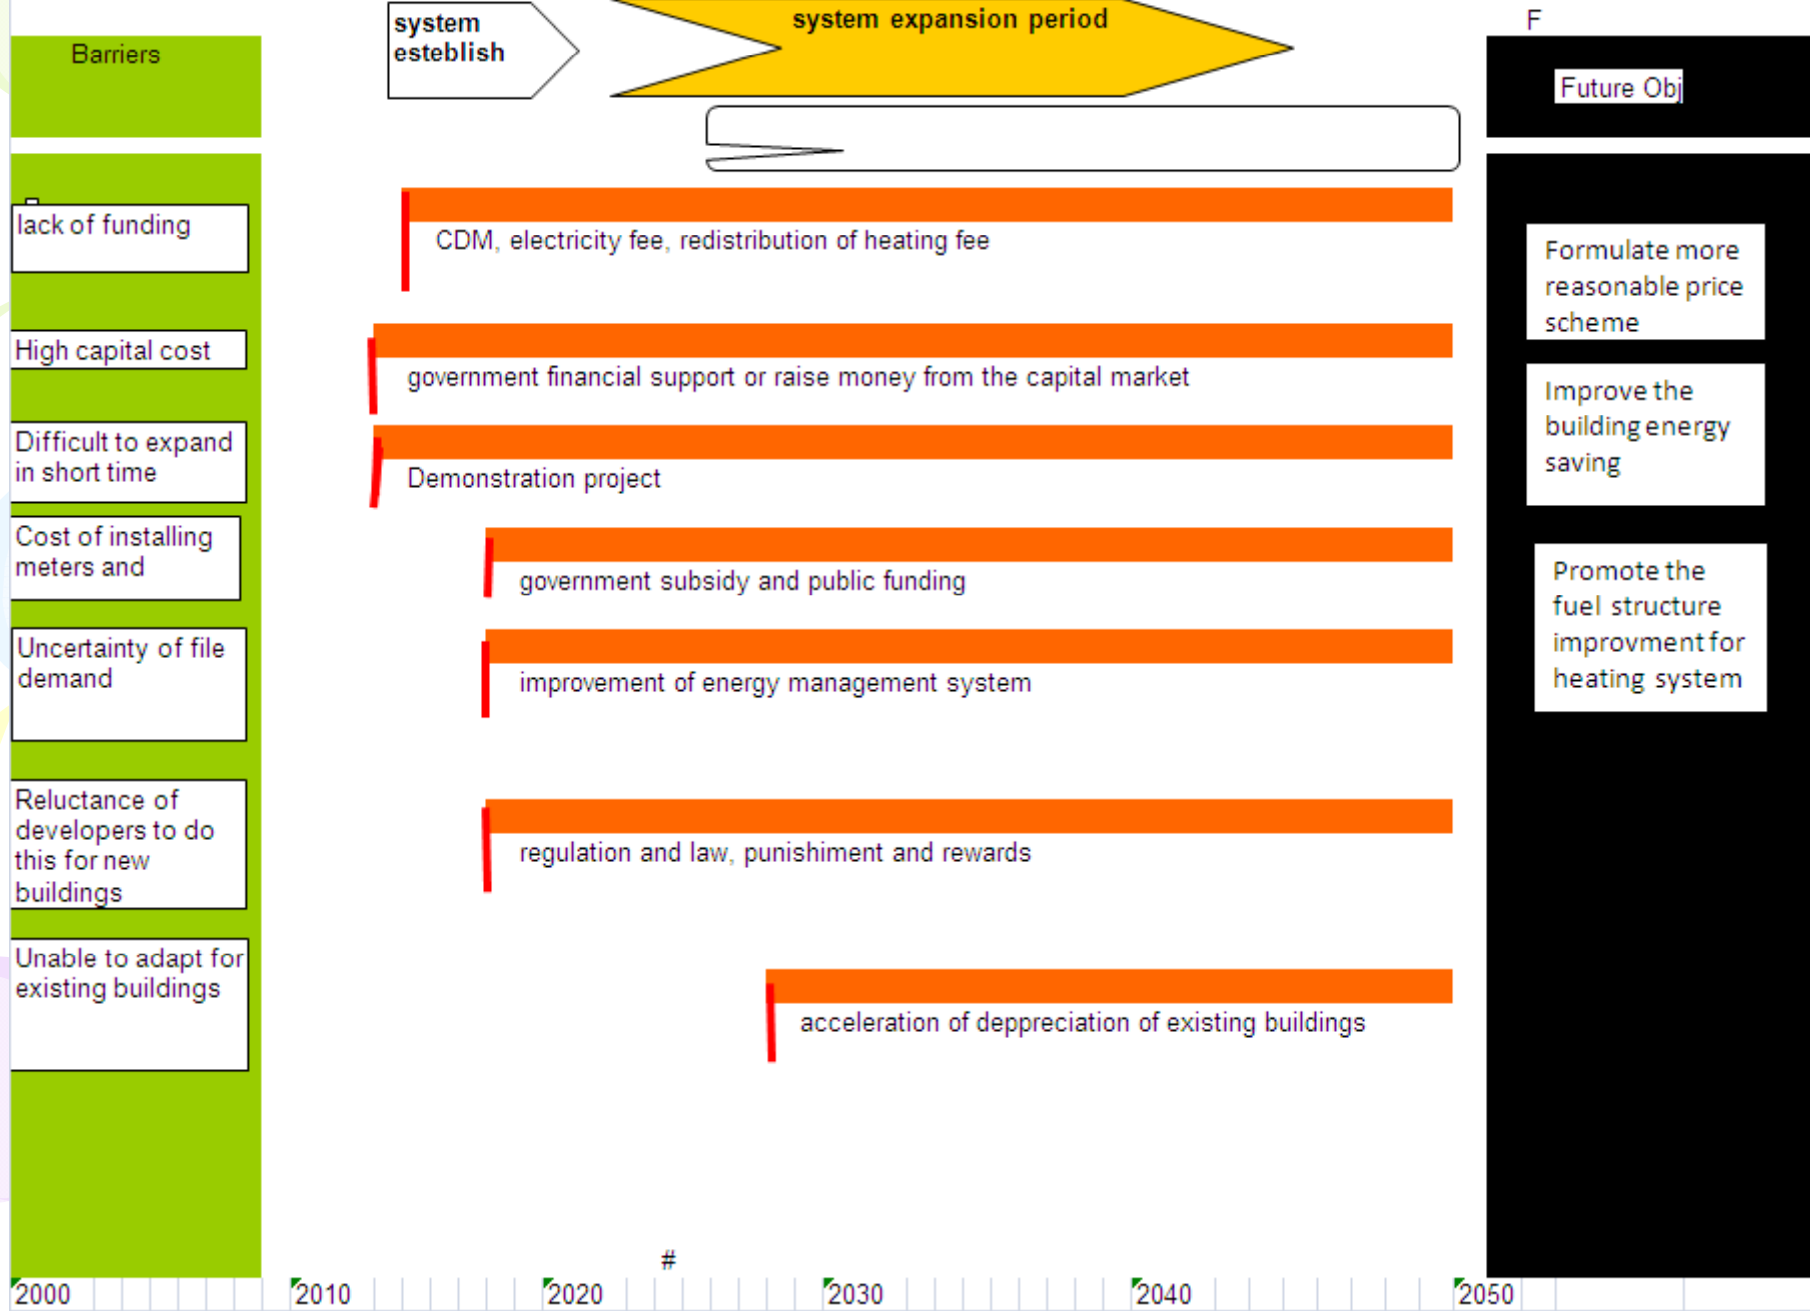 system
esteblish
system expansion period
F
Barriers
Future Obj
lack of funding
CDM, electricity fee, redistribution of heating fee
Formulate more
reasonable price
scheme
High capital cost
government financial support or raise money from the capital market
Improve the
building energy
saving
Difficult to expand
in short time
Demonstration project
Cost of installing
meters and
government subsidy and public funding
Promote the
fuel structure
improvment for
heating system
Uncertainty of file
demand
improvement of energy management system
Reluctance of
developers to do
this for new
buildings
regulation and law, punishiment and rewards
Unable to adapt for
existing buildings
acceleration of deppreciation of existing buildings
#
2000 2010 2020 2030 2040 2050